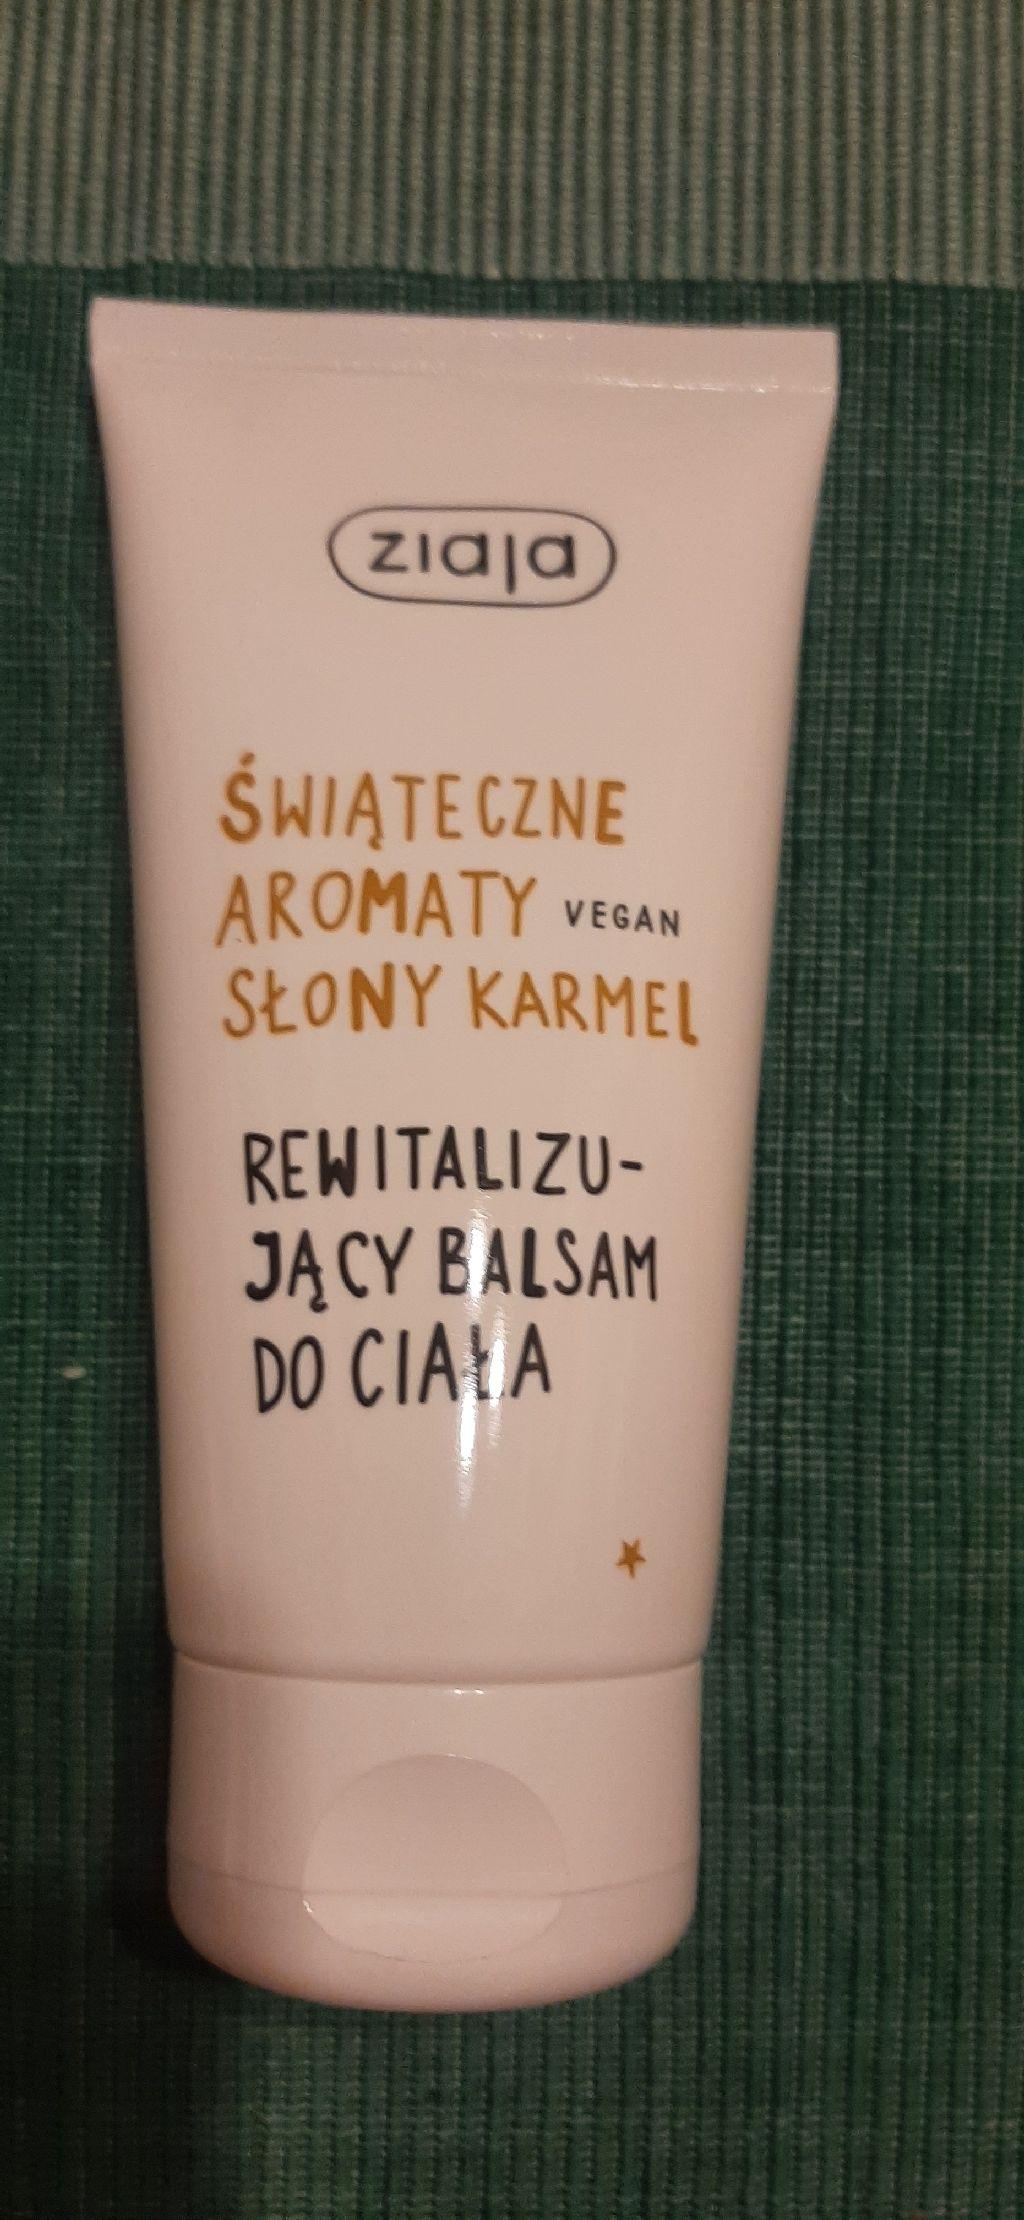 ziaja
ŚWIĄTECZNE
AROMATY VEGAN
SŁONY KARMEL
REWITALIZU-
JĄCY BALSAM
DO CIAŁA